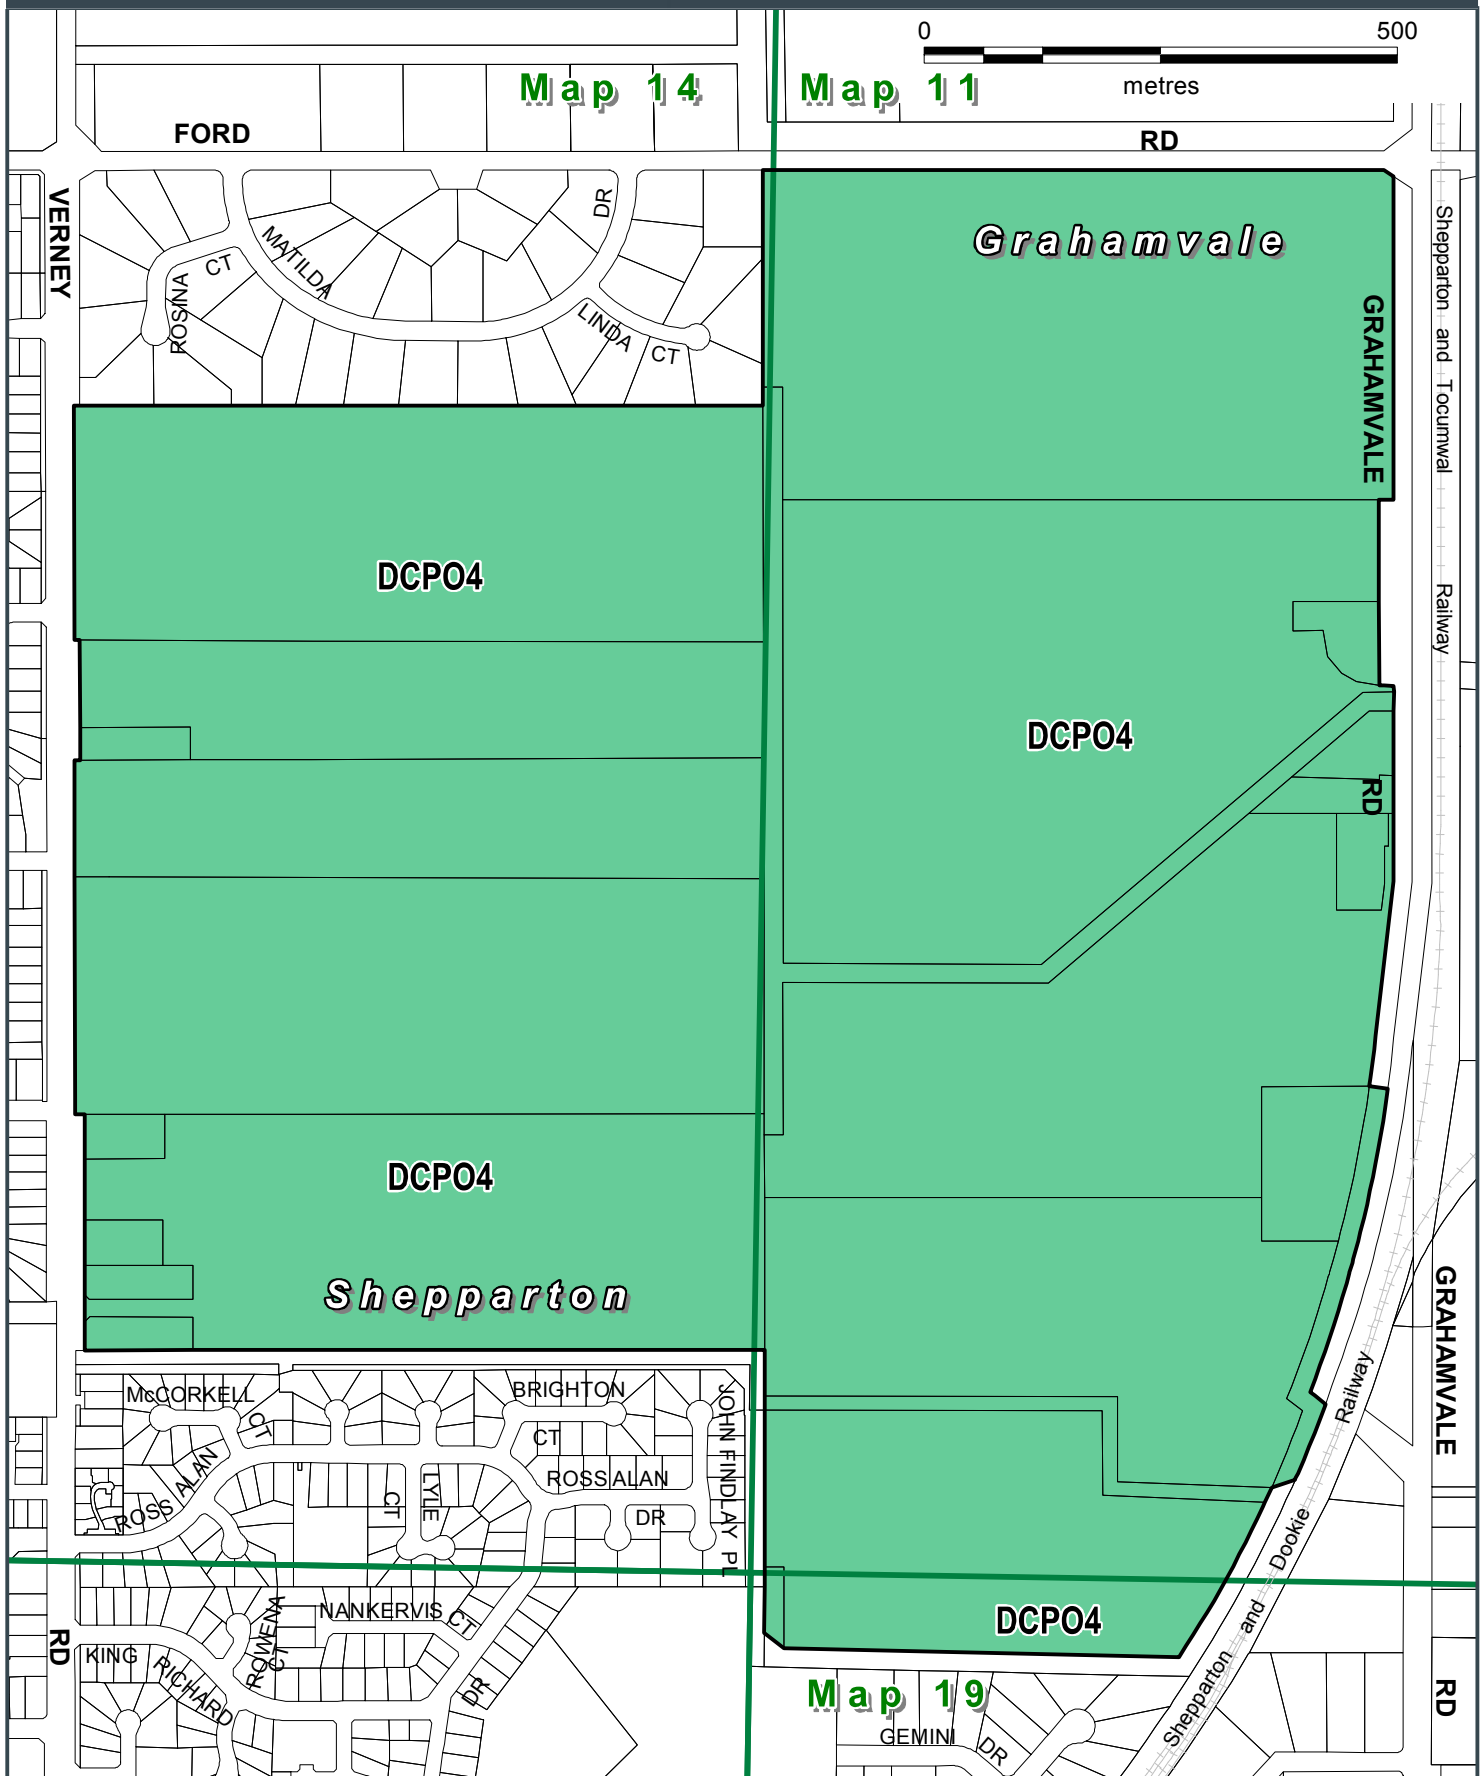 0 500
metres
Map 14 Map 11
FORD RD
VERNEY
DR
MATILDA
CT
ROSINA
LINDA
CT
Grahamvale
GRAHAMVALE
Shepparton and Tocumwal Railway
DCPO4
DCPO4
RD
DCPO4
Shepparton
GRAHAMVALE
McCORKELL
CT
BRIGHTON
CT
JOHN FINDLAY PL
ROSS ALAN
ROSS ALAN
DR
LYLE
CT
Shepparton and Dookie Railway
NANKERVIS CT
ROWENA
CT
RD
KING
RICHARD
DR
DCPO4
Map 19
GEMINI
DR
RD